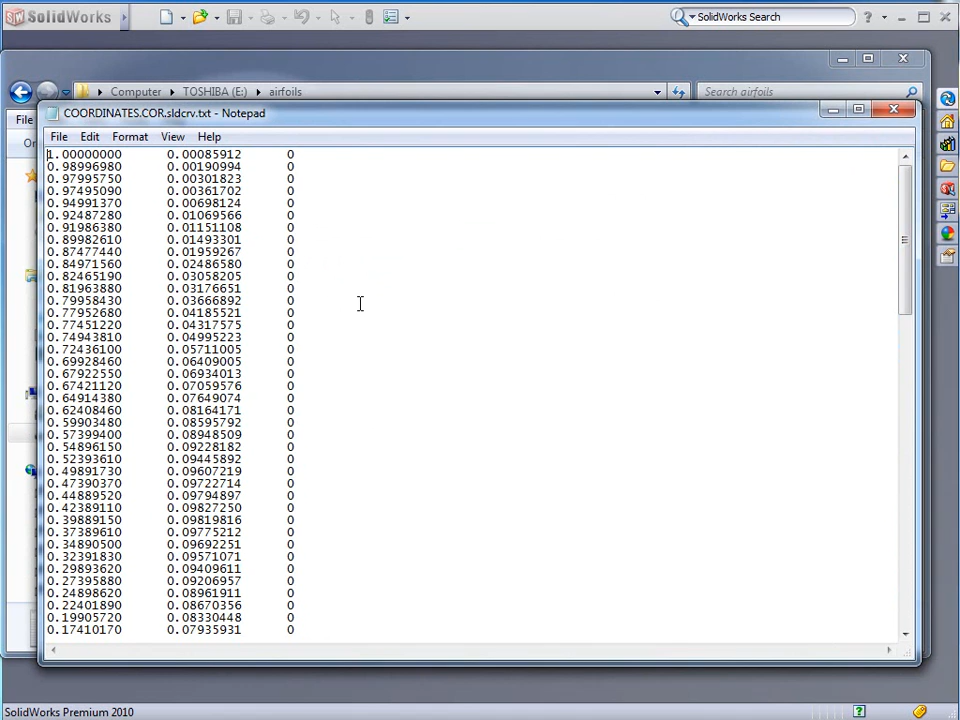 SolidWorks
SolidWorks Search
Computer TOSHIBA (E:) airfoils
Search airfoils
File
Or
COORDINATES.COR.sldcrv.txt - Notepad
File Edit Format View Help
1.00000000 0.00085912 0
0.98996980 0.00190994 0
0.97995750 0.00301823 0
0.97495090 0.00361702 0
0.94991370 0.00698124 0
0.92487280 0.01069566 0
0.91986380 0.01151108 0
0.89982610 0.01493301 0
0.87477440 0.01959267 0
0.84971560 0.02486580 0
0.82465190 0.03058205 0
0.81963880 0.03176651 0
0.79958430 0.03666892 0
0.77952680 0.04185521 0
0.77451220 0.04317575 0
0.74943810 0.04995223 0
0.72436100 0.05711005 0
0.69928460 0.06409005 0
0.67922550 0.06934013 0
0.67421120 0.07059576 0
0.64914380 0.07649074 0
0.62408460 0.08164171 0
0.59903480 0.08595792 0
0.57399400 0.08948509 0
0.54896150 0.09228182 0
0.52393610 0.09445892 0
0.49891730 0.09607219 0
0.47390370 0.09722714 0
0.44889520 0.09794897 0
0.42389110 0.09827250 0
0.39889150 0.09819816 0
0.37389610 0.09775212 0
0.34890500 0.09692251 0
0.32391830 0.09571071 0
0.29893620 0.09409611 0
0.27395880 0.09206957 0
0.24898620 0.08961911 0
0.22401890 0.08670356 0
0.19905720 0.08330448 0
0.17410170 0.07935931 0
SolidWorks Premium 2010